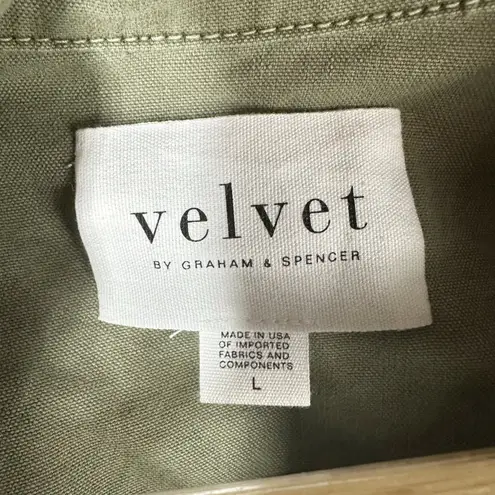 velvet
BY GRAHAM & SPENCER
MADE IN USA
OF IMPORTED
FABRICS AND
COMPONENTS
L